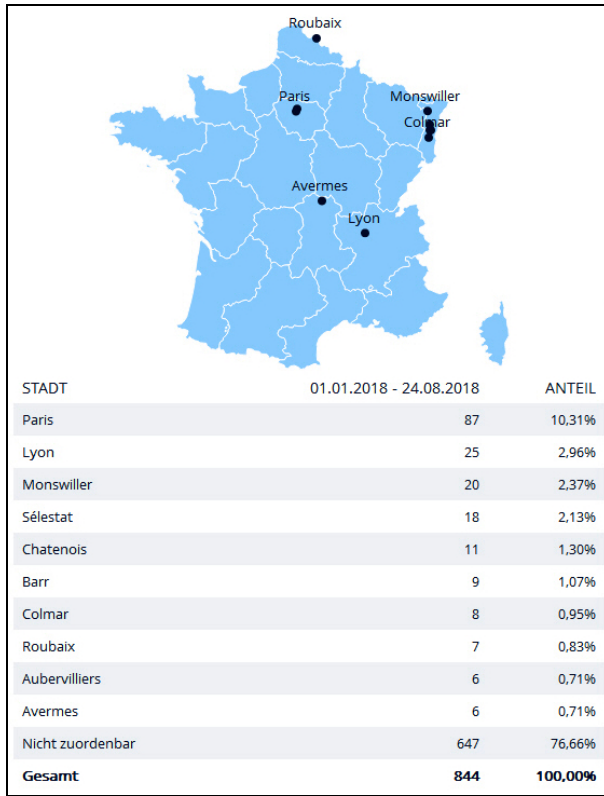 Roubaix
Paris
Monswiller
Colmar
Avermes
Lyon
STADT 01.01.2018 - 24.08.2018 ANTEIL
Paris 87 10,31%
Lyon 25 2,96%
Monswiller 20 2,37%
Sélestat 18 2,13%
Chatenois 11 1,30%
Barr 9 1,07%
Colmar 8 0,95%
Roubaix 7 0,83%
Aubervilliers 6 0,71%
Avermes 6 0,71%
Nicht zuordenbar 647 76,66%
Gesamt 844 100,00%